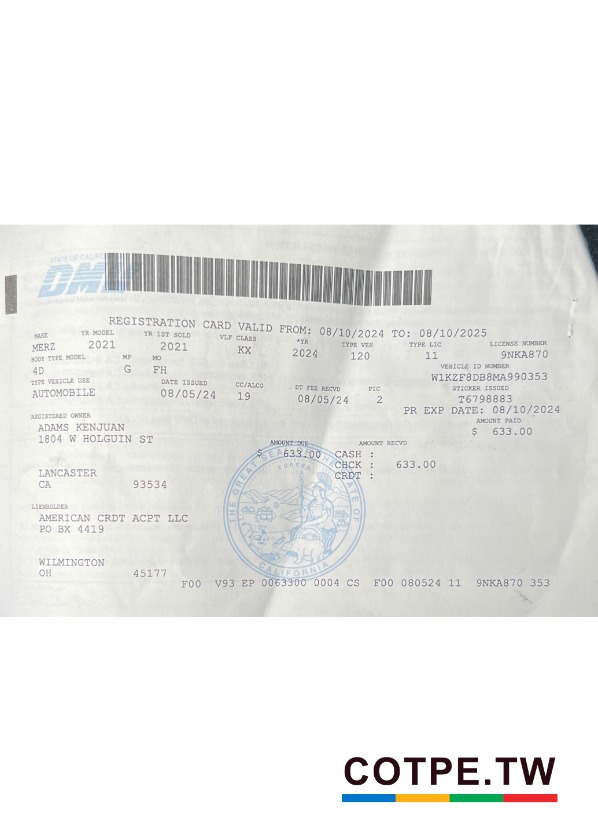 STATE OF CALIFORNIA
DMV
REGISTRATION CARD VALID FROM: 08/10/2024 TO: 08/10/2025
MAKE YR MODEL YR 1ST SOLD VLF CLASS *YR TYPE VEH TYPE LIC LICENSE NUMBER
MERZ 2021 2021 KX 2024 120 11 9NKA870
BODY TYPE MODEL MP MO VEHICLE ID NUMBER
4D G FH W1KZF8DB8MA990353
TYPE VEHICLE USE DATE ISSUED CC/ALCO DT FEE RECVD PIC STICKER ISSUED
AUTOMOBILE 08/05/24 19 08/05/24 2 T6798883
PR EXP DATE: 08/10/2024
REGISTERED OWNER AMOUNT PAID
ADAMS KENJUAN $ 633.00
1804 W HOLGUIN ST
AMOUNT DUE AMOUNT RECVD
$ 633.00 CASH :
CHCK : 633.00
CRDT :
LANCASTER
CA 93534
LIENHOLDER
AMERICAN CRDT ACPT LLC
PO BX 4419
WILMINGTON
OH 45177
THE GREAT SEAL OF THE STATE OF CALIFORNIA
EUREKA
F00 V93 EP 0063300 0004 CS F00 080524 11 9NKA870 353
COTPE.TW